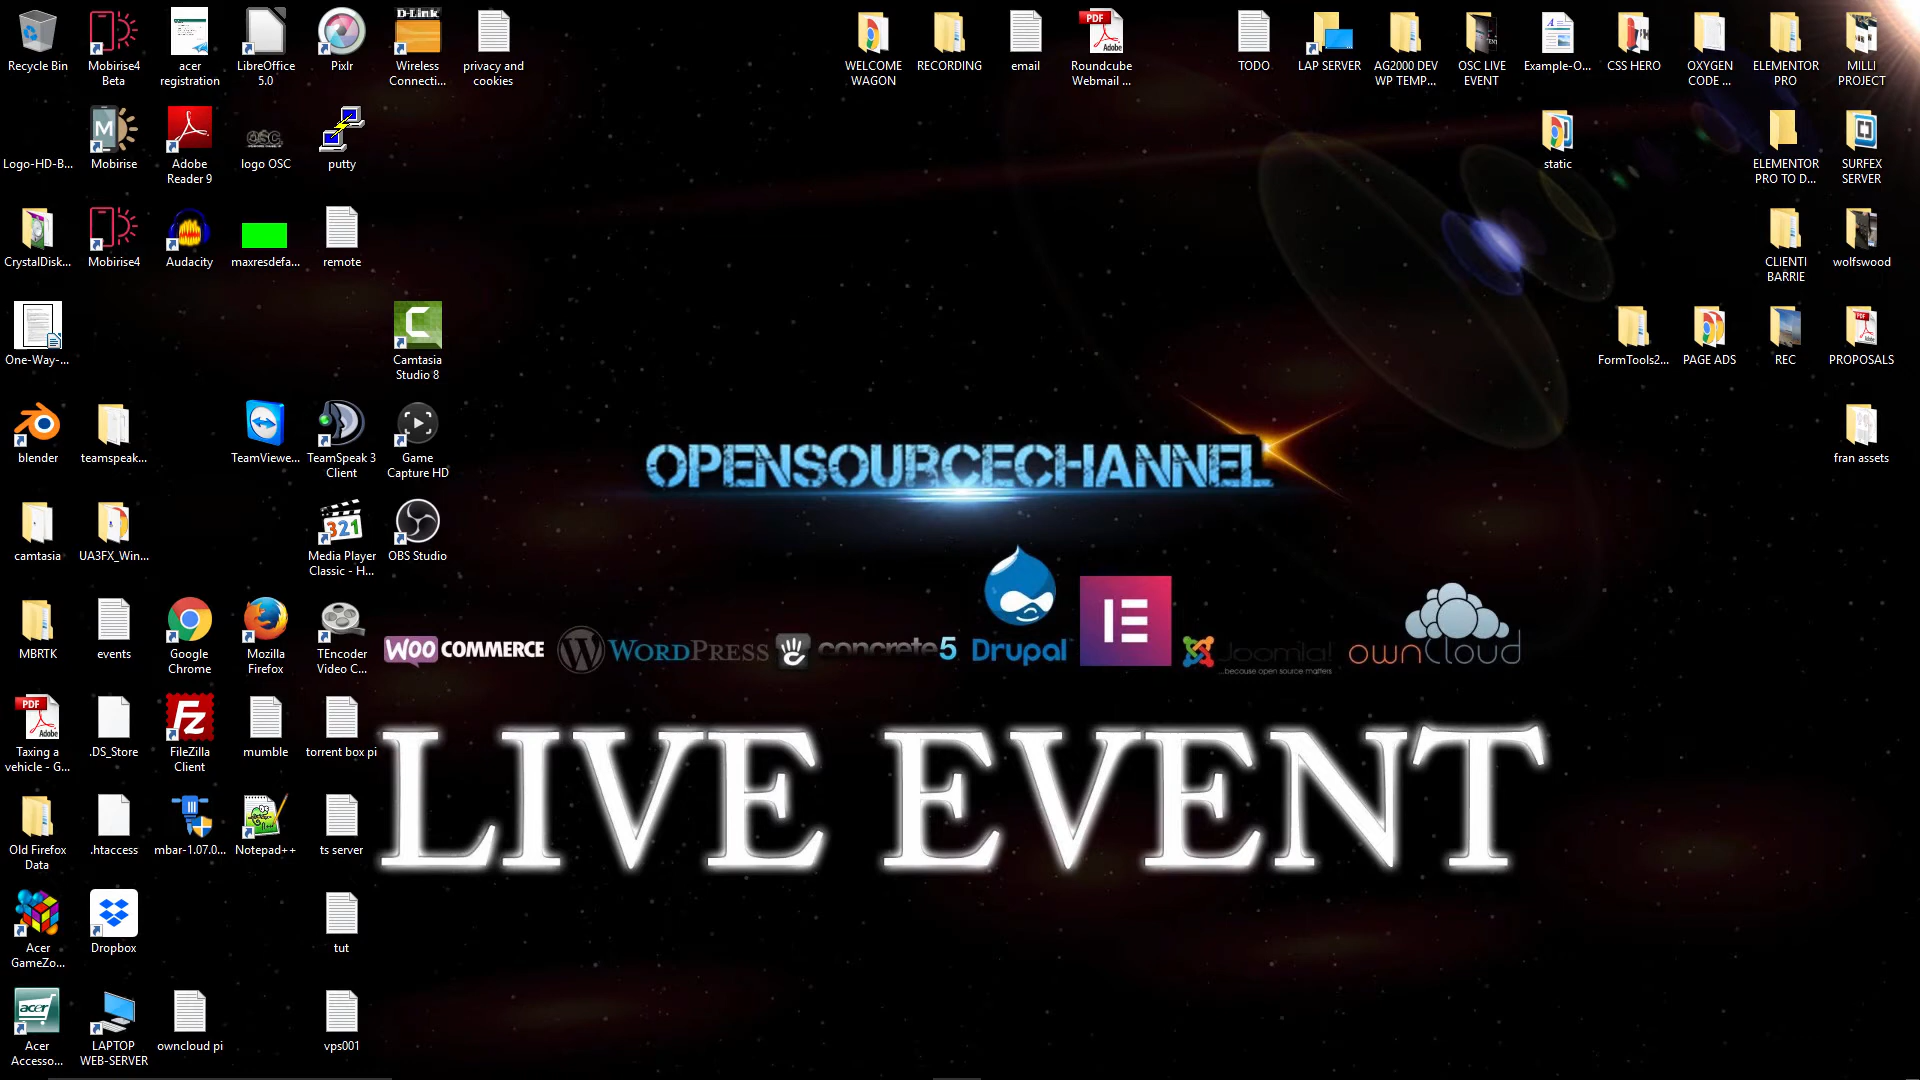 Recycle Bin
Mobirise4
Beta
acer
registration
LibreOffice
5.0
Pixlr
D-Link
Wireless
Connecti...
privacy and
cookies
WELCOME
WAGON
RECORDING
email
PDF
Adobe
Roundcube
Webmail ...
TODO
LAP SERVER
AG2000 DEV
WP TEMP...
OSC LIVE
EVENT
Example-O...
CSS HERO
OXYGEN
CODE ...
ELEMENTOR
PRO
MILLI
PROJECT
Logo-HD-B...
M
Mobirise
Adobe
Reader 9
OSC
logo OSC
putty
static
ELEMENTOR
PRO TO D...
SURFEX
SERVER
CrystalDisk...
Mobirise4
Audacity
maxresdefa...
remote
CLIENTI
BARRIE
wolfswood
One-Way-...
C
Camtasia
Studio 8
FormTools2...
PAGE ADS
REC
PDF
PROPOSALS
blender
teamspeak...
TeamViewe...
TeamSpeak 3
Client
Game
Capture HD
fran assets
OPENSOURCECHANNEL
camtasia
UA3FX_Win...
321
Media Player
Classic - H...
OBS Studio
MBRTK
events
Google
Chrome
Mozilla
Firefox
TEncoder
Video C...
WOO COMMERCE
W WORDPRESS
concrete5
Drupal
E
Joomla!
...because open source matters
ownCloud
PDF
Adobe
Taxing a
vehicle - G...
.DS_Store
Fz
FileZilla
Client
mumble
torrent box pi
LIVE EVENT
Old Firefox
Data
.htaccess
mbar-1.07.0...
Notepad++
ts server
Acer
GameZo...
Dropbox
tut
acer
Acer
Accesso...
LAPTOP
WEB-SERVER
owncloud pi
vps001